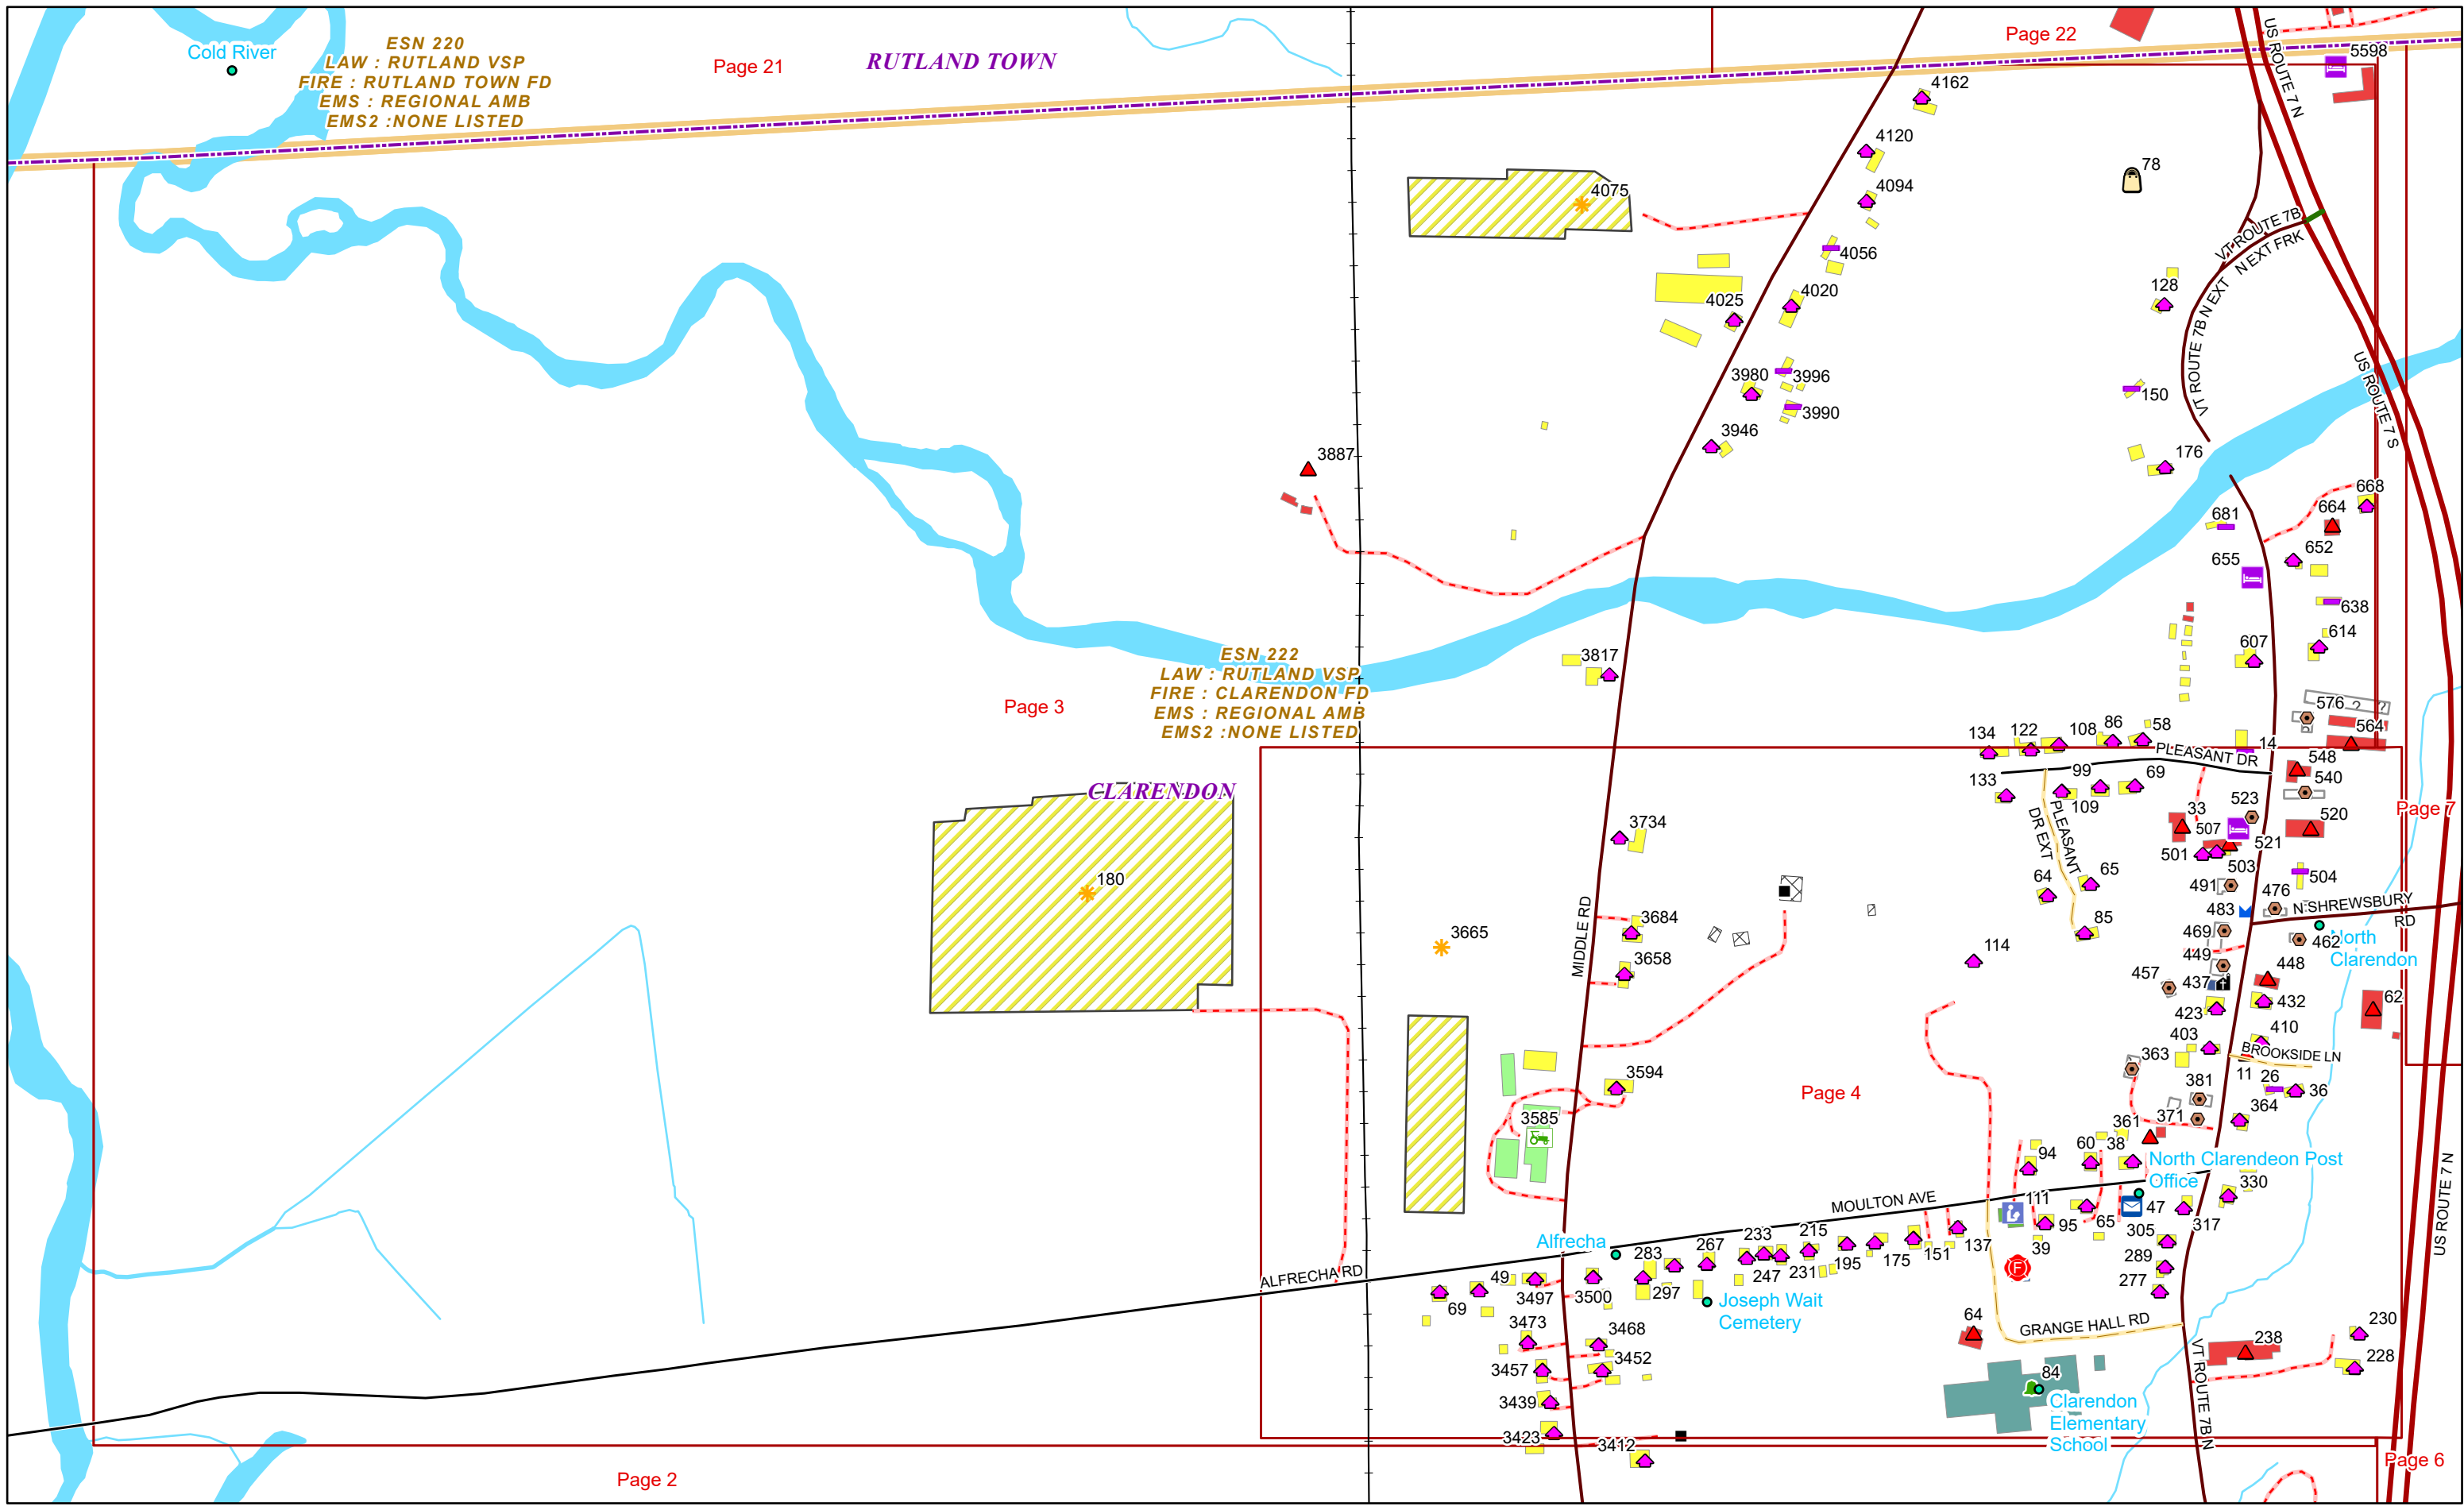 Cold River
ESN 220
LAW : RUTLAND VSP
FIRE : RUTLAND TOWN FD
EMS : REGIONAL AMB
EMS2 :NONE LISTED
Page 21
RUTLAND TOWN
Page 22
US ROUTE 7 N
5598
4162
4120
4094
4075
78
4056
VT ROUTE 7B
N EXT FRK
4020
4025
128
VT ROUTE 7B N EXT
US ROUTE 7 S
3980
3996
3990
150
3946
3887
176
668
664
681
652
655
638
614
607
3817
ESN 222
LAW : RUTLAND VSP
FIRE : CLARENDON FD
EMS : REGIONAL AMB
EMS2 :NONE LISTED
Page 3
576
? ?
564
134
122
108
86
58
14
PLEASANT DR
548
540
133
99
109
69
CLARENDON
Page 7
523
33
507
520
521
3734
PLEASANT
DR EXT
501
503
491
504
64
65
180
476
N SHREWSBURY
RD
483
85
469
462
North
Clarendon
3684
3665
MIDDLE RD
449
3658
114
457
437
448
432
423
62
410
403
BROOKSIDE LN
363
3594
Page 4
381
11
26
36
3585
371
364
361
94
60
38
North Clarendeon Post
Office
330
MOULTON AVE
111
47
Alfrecha
233
215
95
65
305
317
283
267
39
289
137
151
175
195
231
247
277
ALFRECHA RD
49
69
3497
3500
297
F
Joseph Wait
Cemetery
3473
3468
64
GRANGE HALL RD
230
238
228
3457
3452
84
3439
Clarendon
Elementary
School
3423
3412
VT ROUTE 7B N
US ROUTE 7 N
Page 2
Page 6